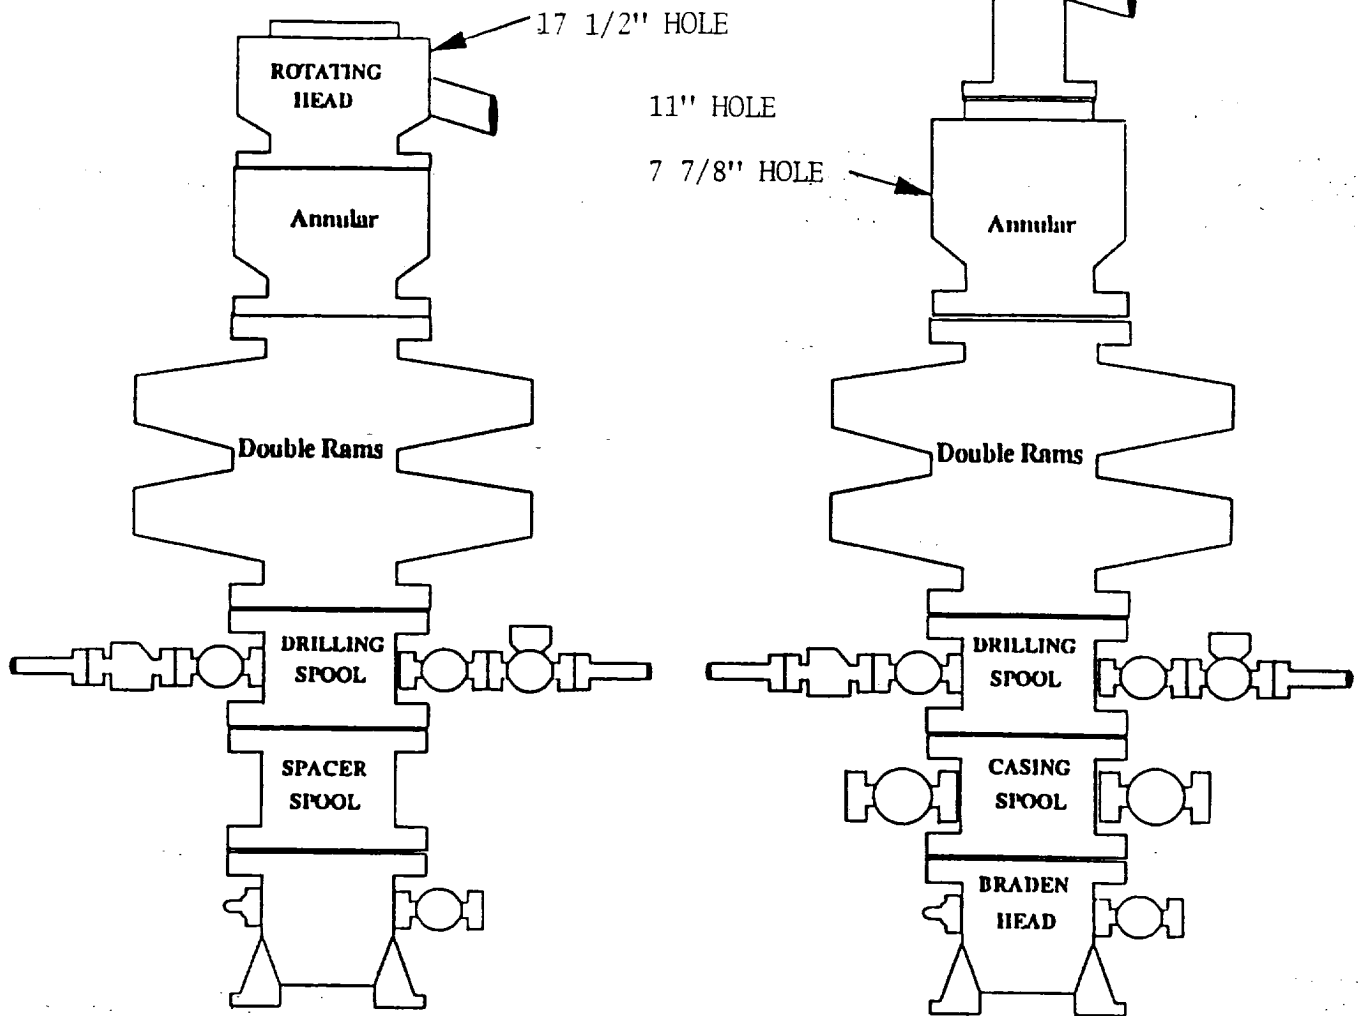 17 1/2" HOLE
ROTATING
HEAD
11" HOLE
7 7/8" HOLE
Annular
Annular
Double Rams
Double Rams
DRILLING
SPOOL
DRILLING
SPOOL
SPACER
SPOOL
CASING
SPOOL
BRADEN
HEAD